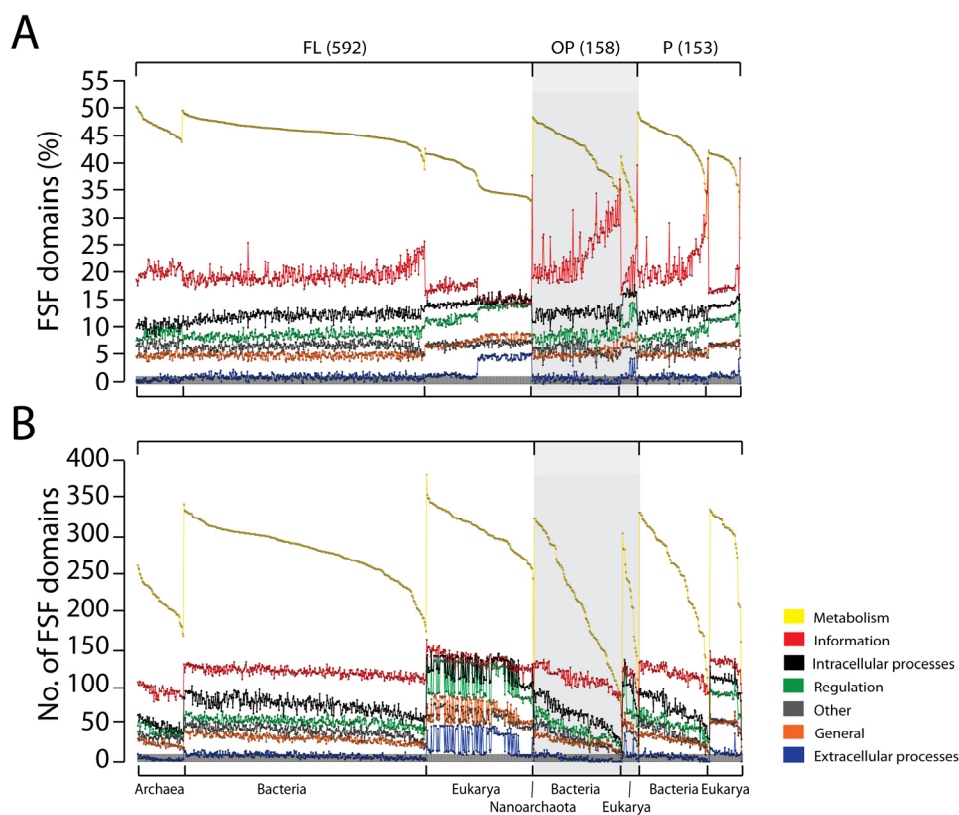 A
FL (592)
OP (158)
P (153)
FSF domains (%)
55
50
45
40
35
30
25
20
15
10
5
0
B
No. of FSF domains
400
350
300
250
200
150
100
50
0
Archaea
Bacteria
Eukarya
Nanoarchaota
Bacteria
Eukarya
Bacteria
Eukarya
Metabolism
Information
Intracellular processes
Regulation
Other
General
Extracellular processes